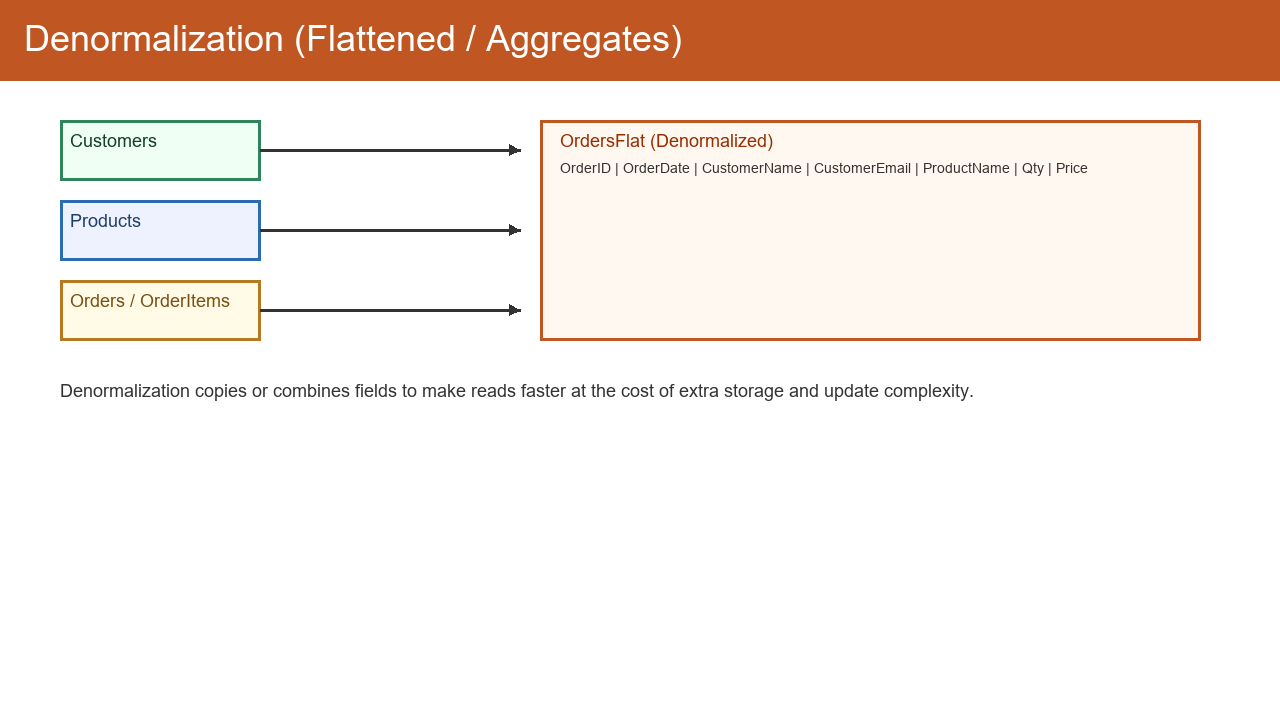 Denormalization (Flattened / Aggregates)
Customers
Products
Orders / OrderItems
OrdersFlat (Denormalized)
OrderID | OrderDate | CustomerName | CustomerEmail | ProductName | Qty | Price
Denormalization copies or combines fields to make reads faster at the cost of extra storage and update complexity.